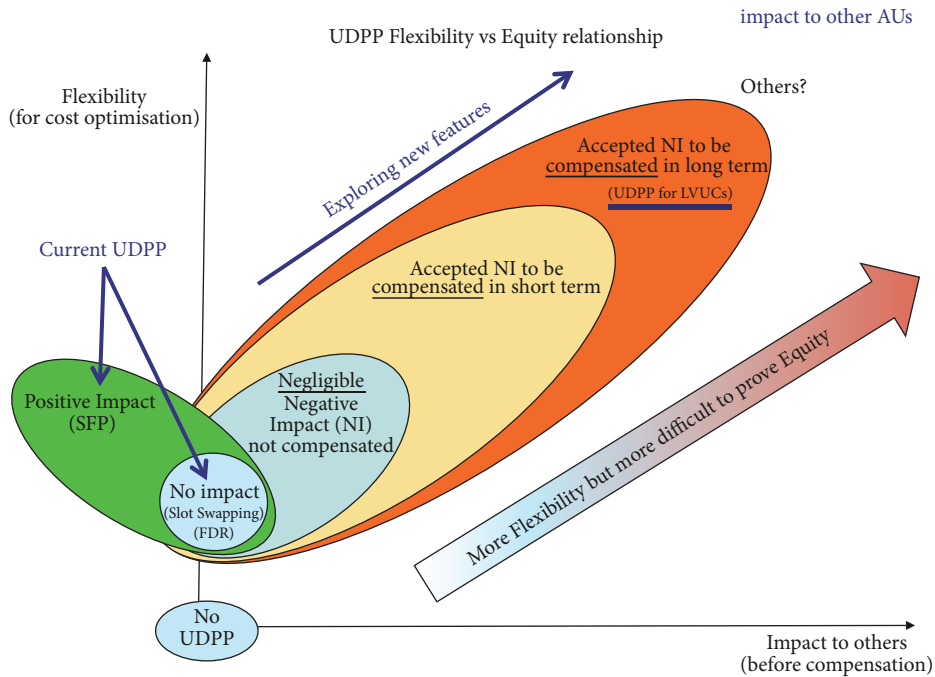 impact to other AUs
UDPP Flexibility vs Equity relationship
Others?
Flexibility
(for cost optimisation)
Exploring new features
Accepted NI to be
compensated in long term
(UDPP for LVUCs)
Current UDPP
Accepted NI to be
compensated in short term
Negligible
Negative
Impact (NI)
not compensated
Positive Impact
(SFP)
No impact
(Slot Swapping)
(FDR)
More Flexibility but more difficult to prove Equity
No
UDPP
Impact to others
(before compensation)